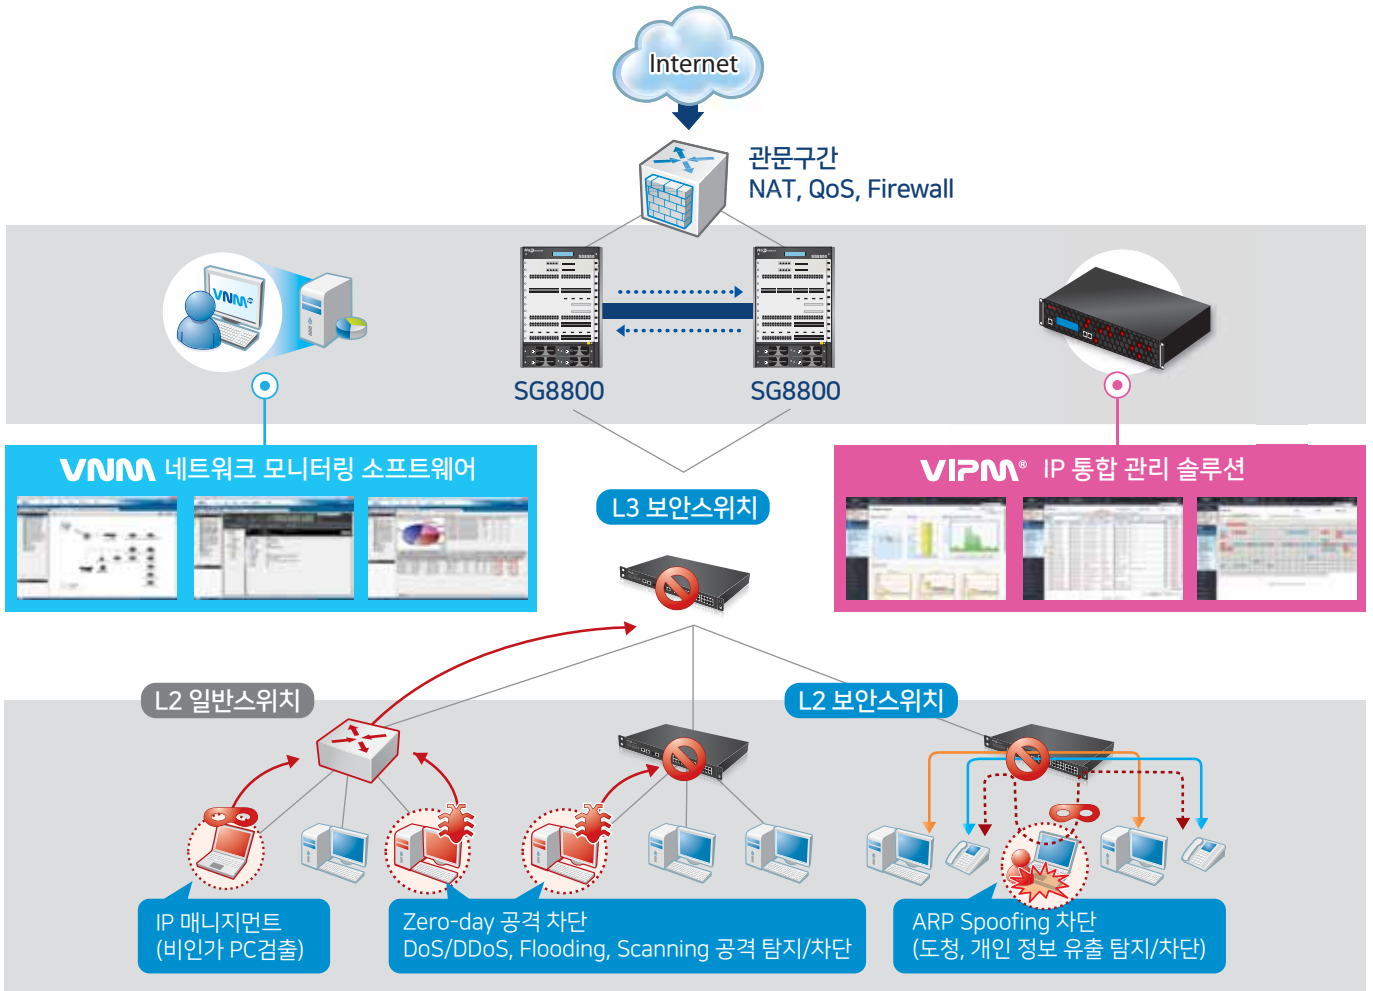 Internet
관문구간
NAT, QoS, Firewall
VNM
SG8800
SG8800
VNM 네트워크 모니터링 소프트웨어
VIPM® IP 통합 관리 솔루션
L3 보안스위치
L2 일반스위치
L2 보안스위치
IP 매니지먼트
(비인가 PC검출)
Zero-day 공격 차단
DoS/DDoS, Flooding, Scanning 공격 탐지/차단
ARP Spoofing 차단
(도청, 개인 정보 유출 탐지/차단)